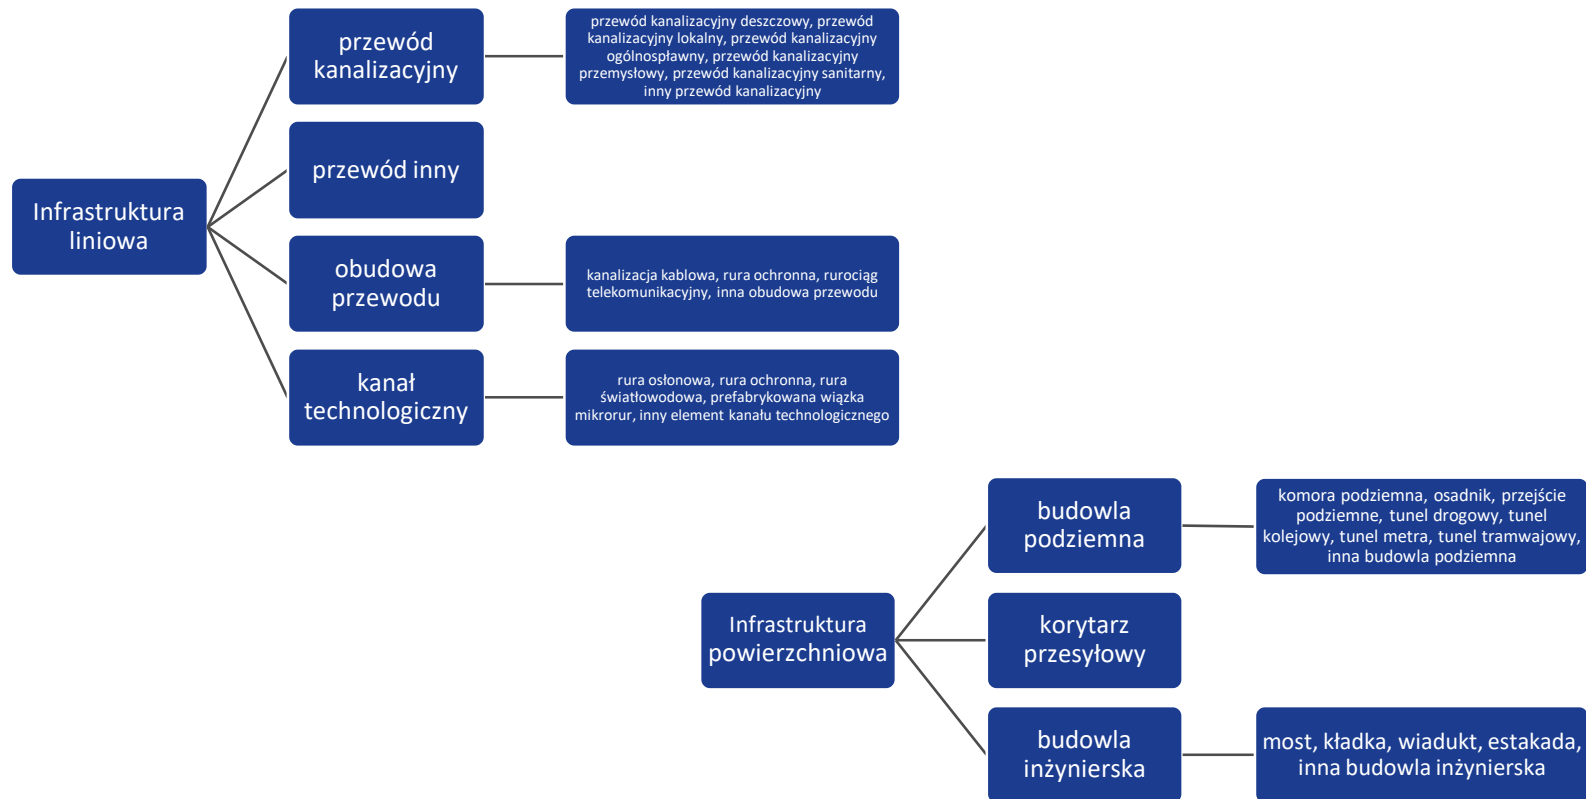 przewód
kanalizacyjny
przewód kanalizacyjny deszczowy, przewód
kanalizacyjny lokalny, przewód kanalizacyjny
ogólnospławny, przewód kanalizacyjny
przemysłowy, przewód kanalizacyjny sanitarny,
inny przewód kanalizacyjny
przewód inny
Infrastruktura
liniowa
obudowa
przewodu
kanalizacja kablowa, rura ochronna, rurociąg
telekomunikacyjny, inna obudowa przewodu
kanał
technologiczny
rura osłonowa, rura ochronna, rura
światłowodowa, prefabrykowana wiązka
mikrorur, inny element kanału technologicznego
budowla
podziemna
komora podziemna, osadnik, przejście
podziemne, tunel drogowy, tunel
kolejowy, tunel metra, tunel tramwajowy,
inna budowla podziemna
Infrastruktura
powierzchniowa
korytarz
przesyłowy
budowla
inżynierska
most, kładka, wiadukt, estakada,
inna budowla inżynierska